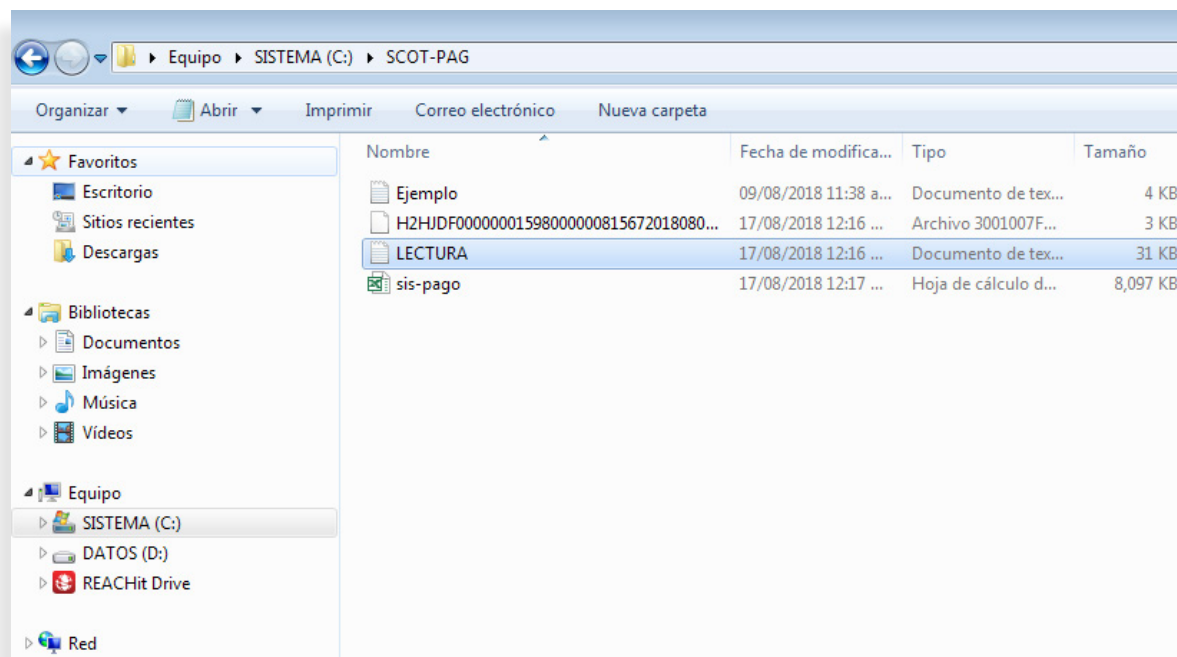 Equipo SISTEMA (C:) SCOT-PAG
Organizar Abrir Imprimir Correo electrónico Nueva carpeta
Favoritos
Escritorio
Sitios recientes
Descargas
Bibliotecas
Documentos
Imágenes
Música
Vídeos
Equipo
SISTEMA (C:)
DATOS (D:)
REACHit Drive
Red
Nombre Fecha de modifica... Tipo Tamaño
Ejemplo 09/08/2018 11:38 a... Documento de tex... 4 KB
H2HJDF000000015980000008156720180​80... 17/08/2018 12:16 ... Archivo 3001007F... 3 KB
LECTURA 17/08/2018 12:16 ... Documento de tex... 31 KB
sis-pago 17/08/2018 12:17 ... Hoja de cálculo d... 8,097 KB